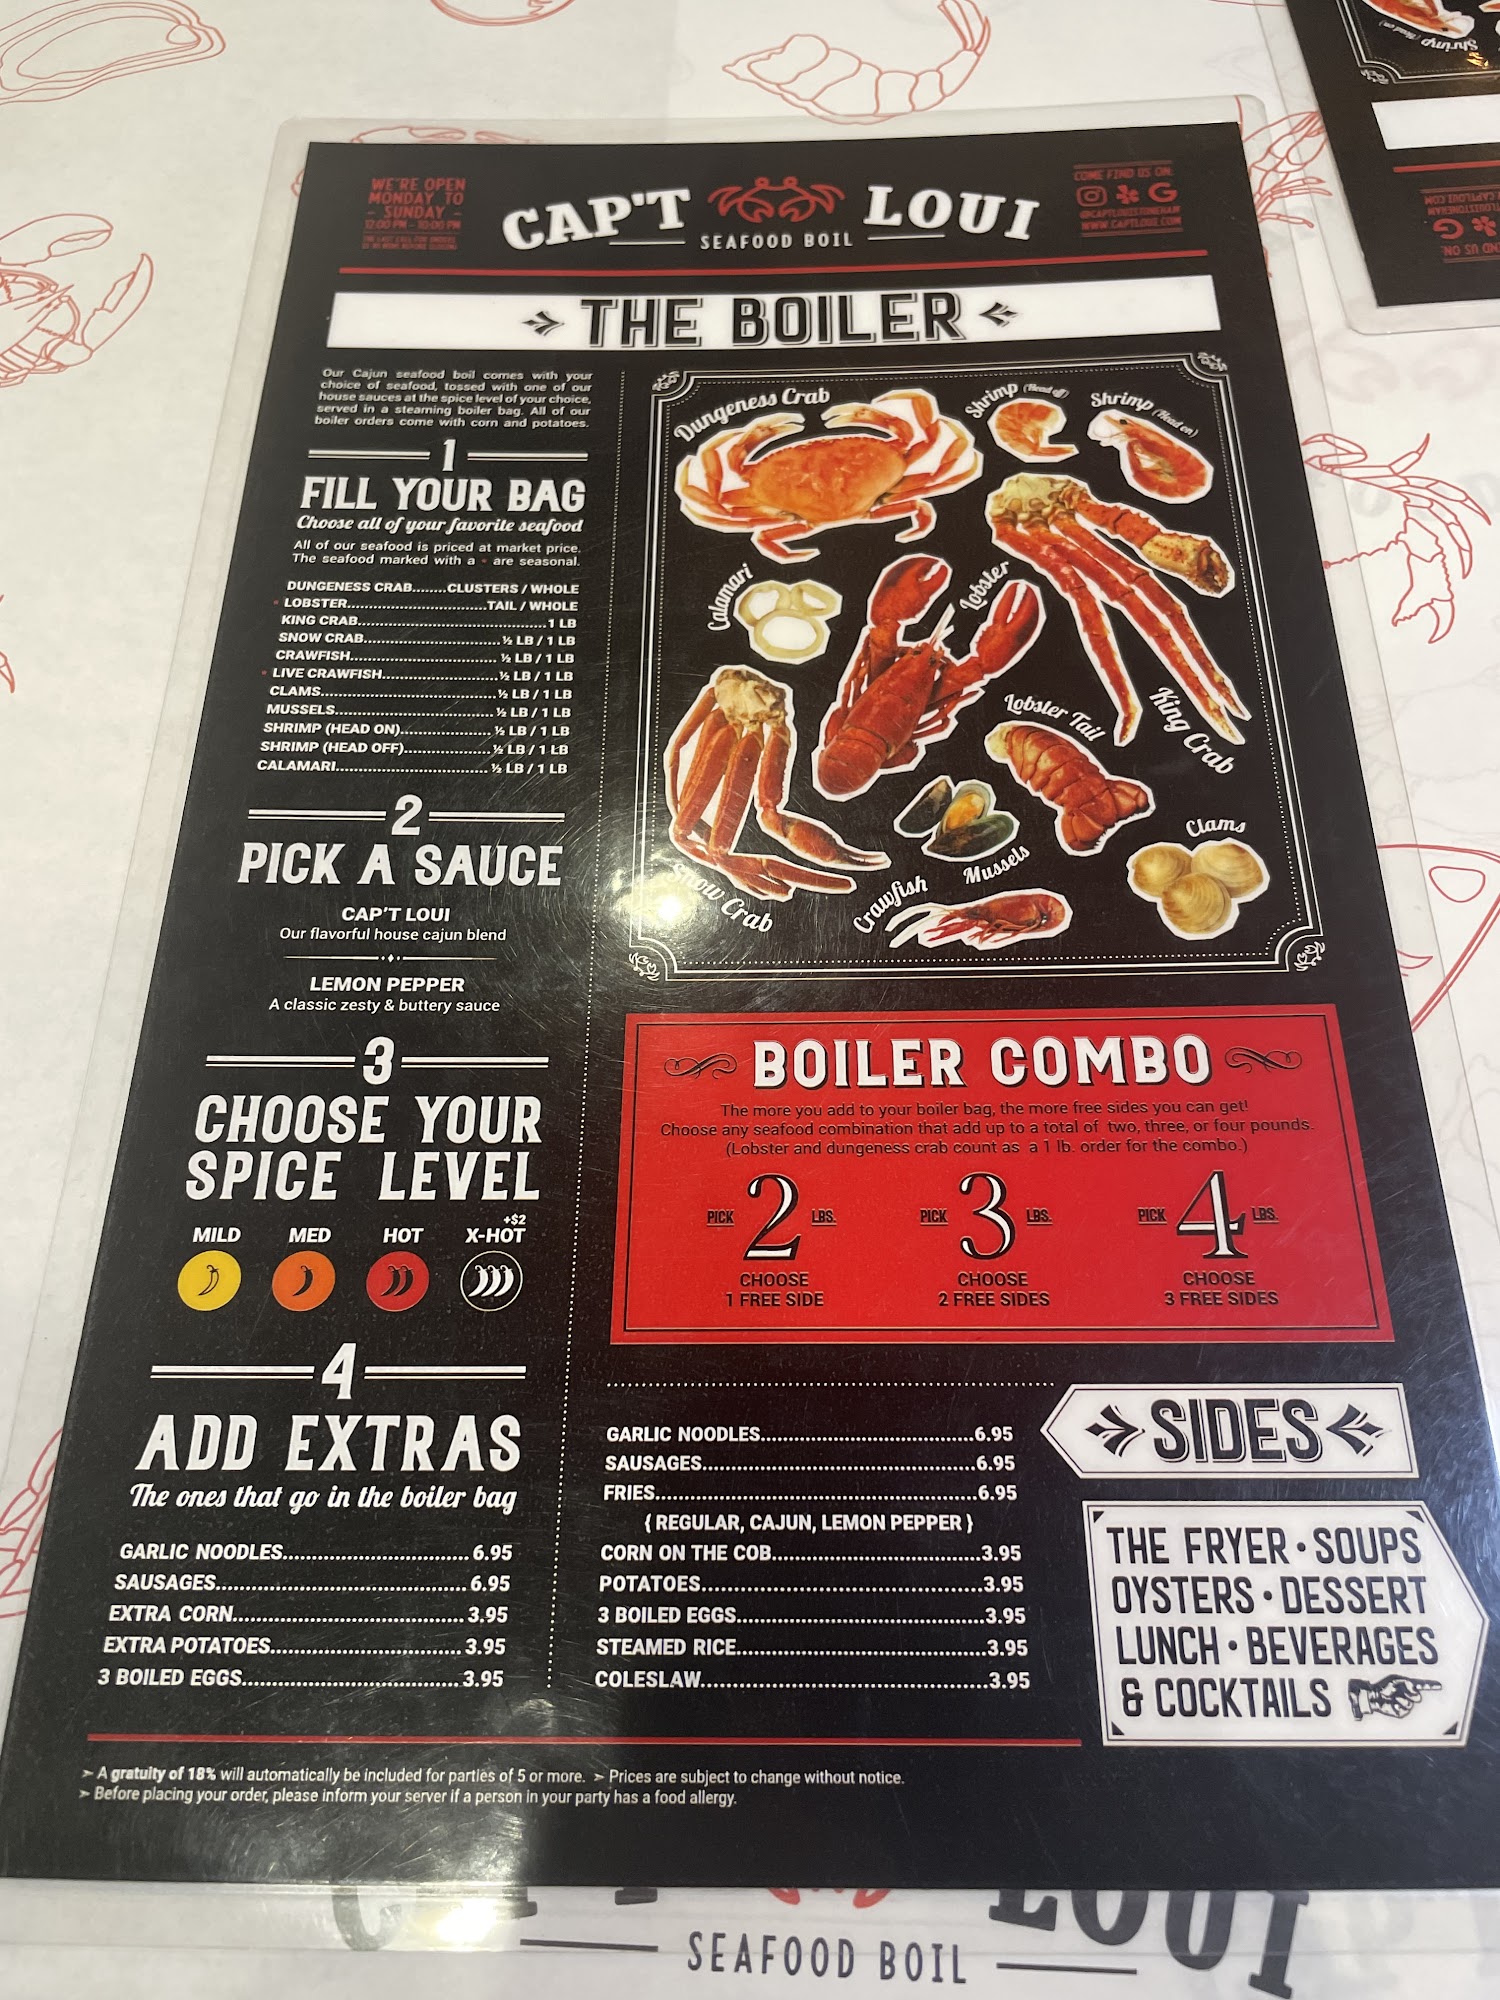 WE'RE OPEN
MONDAY TO
- SUNDAY -
12:00 PM - 10:00 PM
CAP'T LOUI
SEAFOOD BOIL
COME FIND US ON:
@CAPTLOUISTONEHAM
WWW.CAPTLOUI.COM
THE BOILER
Our Cajun seafood boil comes with your
choice of seafood, tossed with one of our
house sauces at the spice level of your choice,
served in a steaming boiler bag. All of our
boiler orders come with corn and potatoes.
1
FILL YOUR BAG
Choose all of your favorite seafood
All of our seafood is priced at market price.
The seafood marked with a • are seasonal.
DUNGENESS CRAB........CLUSTERS / WHOLE
• LOBSTER..............................TAIL / WHOLE
KING CRAB..........................................1 LB
SNOW CRAB..............................½ LB / 1 LB
CRAWFISH................................½ LB / 1 LB
• LIVE CRAWFISH.........................½ LB / 1 LB
CLAMS......................................½ LB / 1 LB
MUSSELS...................................½ LB / 1 LB
SHRIMP (HEAD ON)....................½ LB / 1 LB
SHRIMP (HEAD OFF)...................½ LB / 1 LB
CALAMARI.................................½ LB / 1 LB
2
PICK A SAUCE
CAP'T LOUI
Our flavorful house cajun blend
LEMON PEPPER
A classic zesty & buttery sauce
3
CHOOSE YOUR
SPICE LEVEL
MILD
MED
HOT
+$2
X-HOT
4
ADD EXTRAS
The ones that go in the boiler bag
GARLIC NOODLES................................6.95
SAUSAGES...........................................6.95
EXTRA CORN.......................................3.95
EXTRA POTATOES................................3.95
3 BOILED EGGS....................................3.95
Dungeness Crab
Shrimp (Head off)
Shrimp (Head on)
Calamari
Lobster
King Crab
Lobster Tail
Snow Crab
Crawfish
Mussels
Clams
BOILER COMBO
The more you add to your boiler bag, the more free sides you can get!
Choose any seafood combination that add up to a total of two, three, or four pounds.
(Lobster and dungeness crab count as a 1 lb. order for the combo.)
PICK 2 LBS.
CHOOSE
1 FREE SIDE
PICK 3 LBS.
CHOOSE
2 FREE SIDES
PICK 4 LBS.
CHOOSE
3 FREE SIDES
SIDES
GARLIC NOODLES....................................6.95
SAUSAGES..............................................6.95
FRIES......................................................6.95
{ REGULAR, CAJUN, LEMON PEPPER }
CORN ON THE COB...................................3.95
POTATOES...............................................3.95
3 BOILED EGGS........................................3.95
STEAMED RICE.........................................3.95
COLESLAW...............................................3.95
THE FRYER • SOUPS
OYSTERS • DESSERT
LUNCH • BEVERAGES
& COCKTAILS
➢ A gratuity of 18% will automatically be included for parties of 5 or more. ➢ Prices are subject to change without notice.
➢ Before placing your order, please inform your server if a person in your party has a food allergy.
LOUI
SEAFOOD BOIL
Shrimp (Head on)